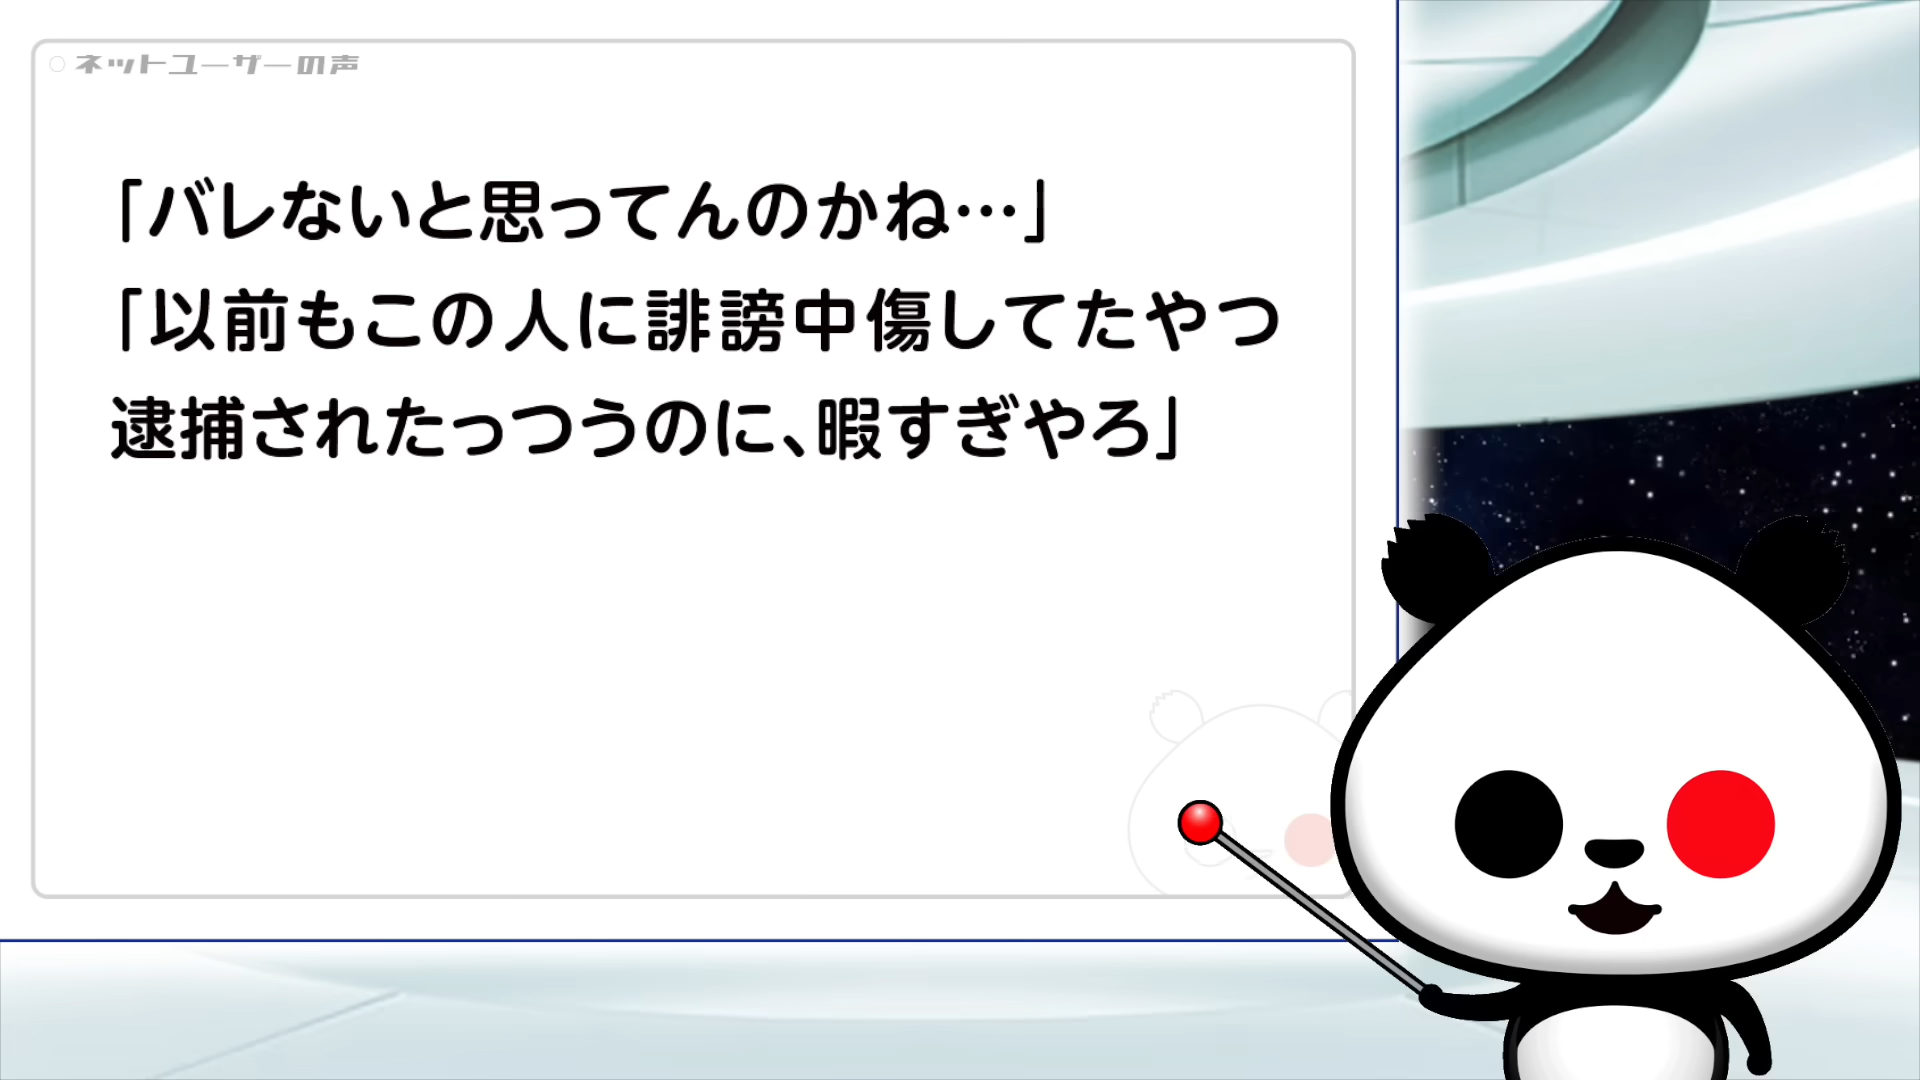 ネットユーザーの声
「バレないと思ってんのかね…」
「以前もこの人に誹謗中傷してたやつ
逮捕されたっつうのに、暇すぎやろ」